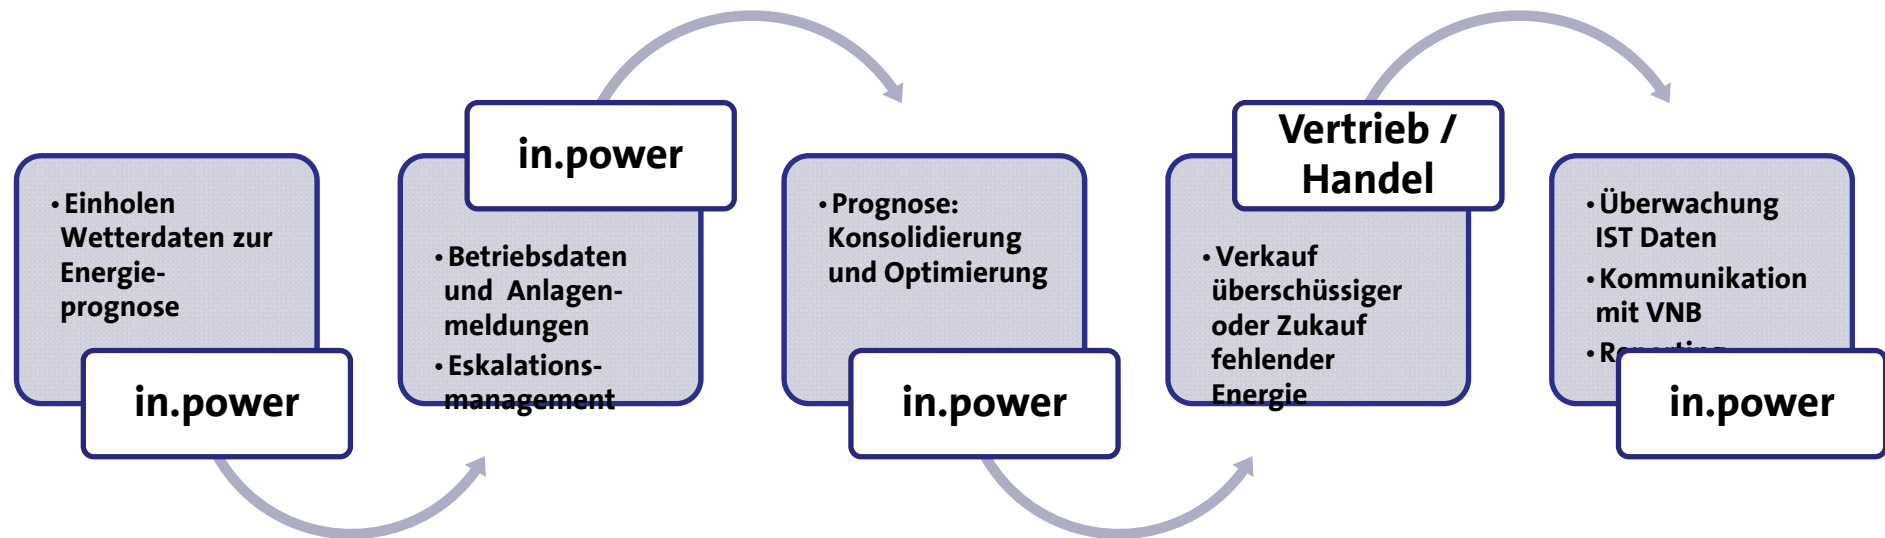 • Einholen
Wetterdaten zur
Energie-
prognose
in.power
in.power
• Betriebsdaten
und Anlagen-
meldungen
• Eskalations-
management
• Prognose:
Konsolidierung
und Optimierung
in.power
Vertrieb /
Handel
• Verkauf
überschüssiger
oder Zukauf
fehlender
Energie
• Überwachung
IST Daten
• Kommunikation
mit VNB
• Reporting
in.power